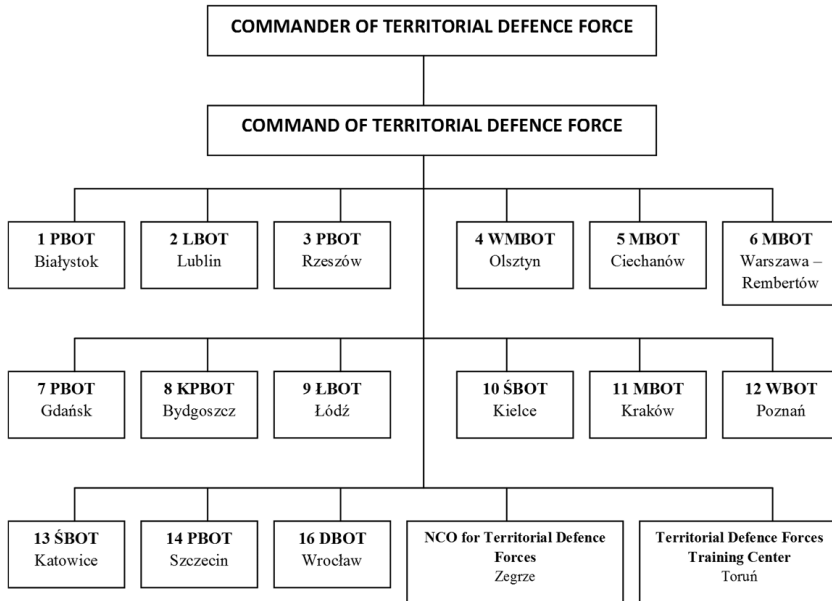 COMMANDER OF TERRITORIAL DEFENCE FORCE
COMMAND OF TERRITORIAL DEFENCE FORCE
1 PBOT
Białystok
2 LBOT
Lublin
3 PBOT
Rzeszów
4 WMBOT
Olsztyn
5 MBOT
Ciechanów
6 MBOT
Warszawa –
Rembertów
7 PBOT
Gdańsk
8 KPBOT
Bydgoszcz
9 ŁBOT
Łódź
10 ŚBOT
Kielce
11 MBOT
Kraków
12 WBOT
Poznań
13 ŚBOT
Katowice
14 PBOT
Szczecin
16 DBOT
Wrocław
NCO for Territorial Defence
Forces
Zegrze
Territorial Defence Forces
Training Center
Toruń